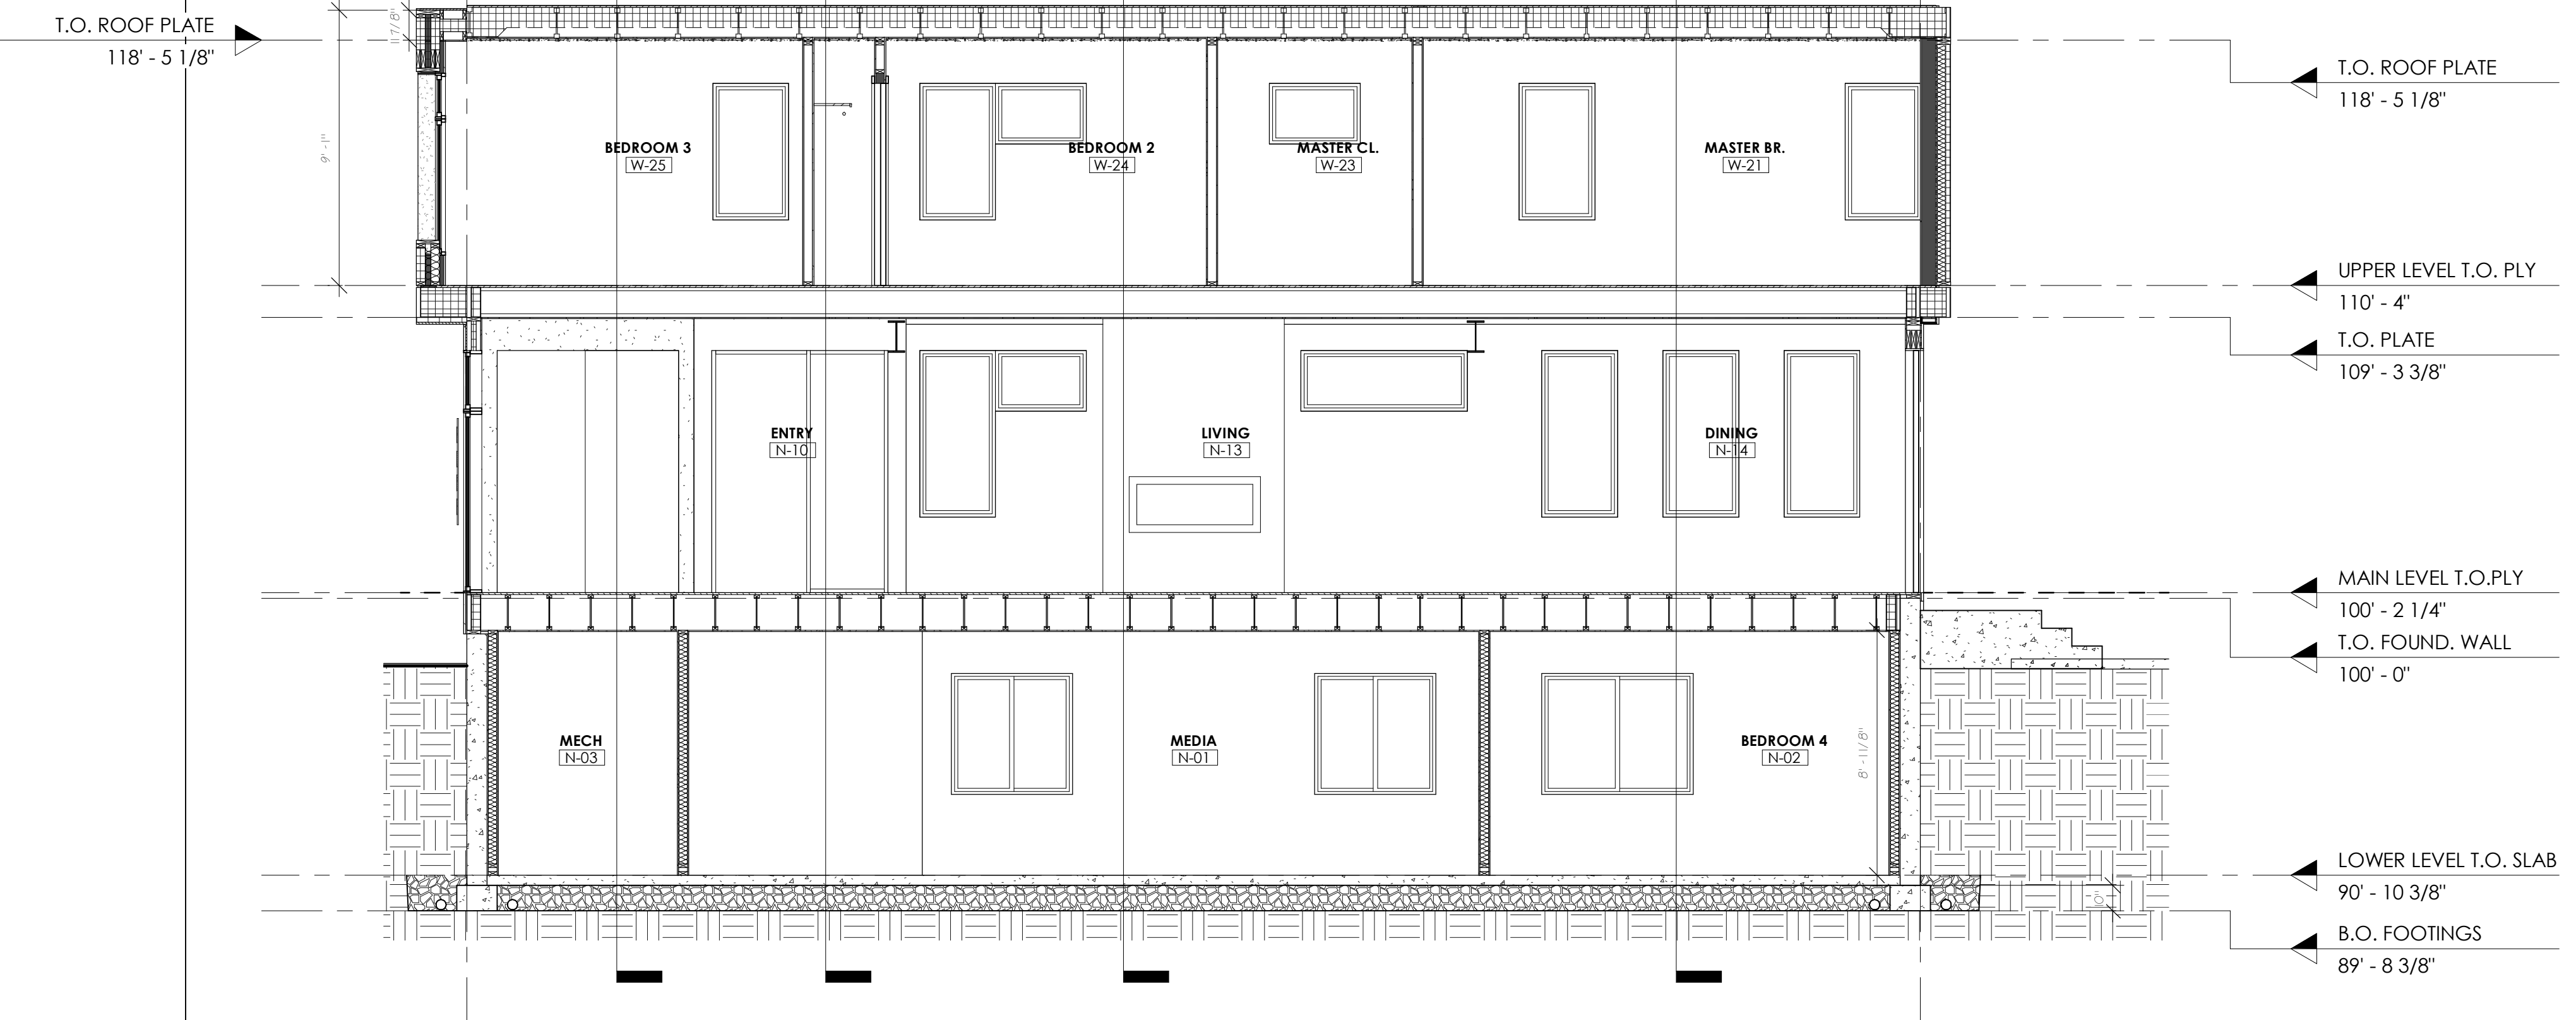 T.O. ROOF PLATE
118' - 5 1/8"
11 7/8"
9' - 1"
BEDROOM 3
W-25
BEDROOM 2
W-24
MASTER CL.
W-23
MASTER BR.
W-21
T.O. ROOF PLATE
118' - 5 1/8"
UPPER LEVEL T.O. PLY
110' - 4"
T.O. PLATE
109' - 3 3/8"
ENTRY
N-10
LIVING
N-13
DINING
N-14
MAIN LEVEL T.O.PLY
100' - 2 1/4"
T.O. FOUND. WALL
100' - 0"
MECH
N-03
MEDIA
N-01
BEDROOM 4
N-02
8' - 1 1/8"
LOWER LEVEL T.O. SLAB
90' - 10 3/8"
10"
B.O. FOOTINGS
89' - 8 3/8"